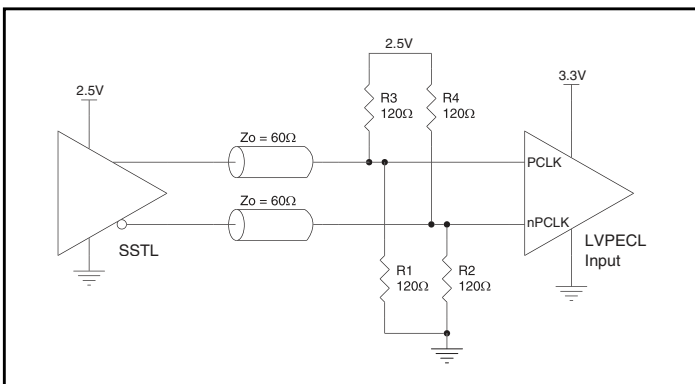 2.5V
2.5V
3.3V
R3
120Ω
R4
120Ω
Zo = 60Ω
PCLK
Zo = 60Ω
nPCLK
SSTL
LVPECL
Input
R1
120Ω
R2
120Ω